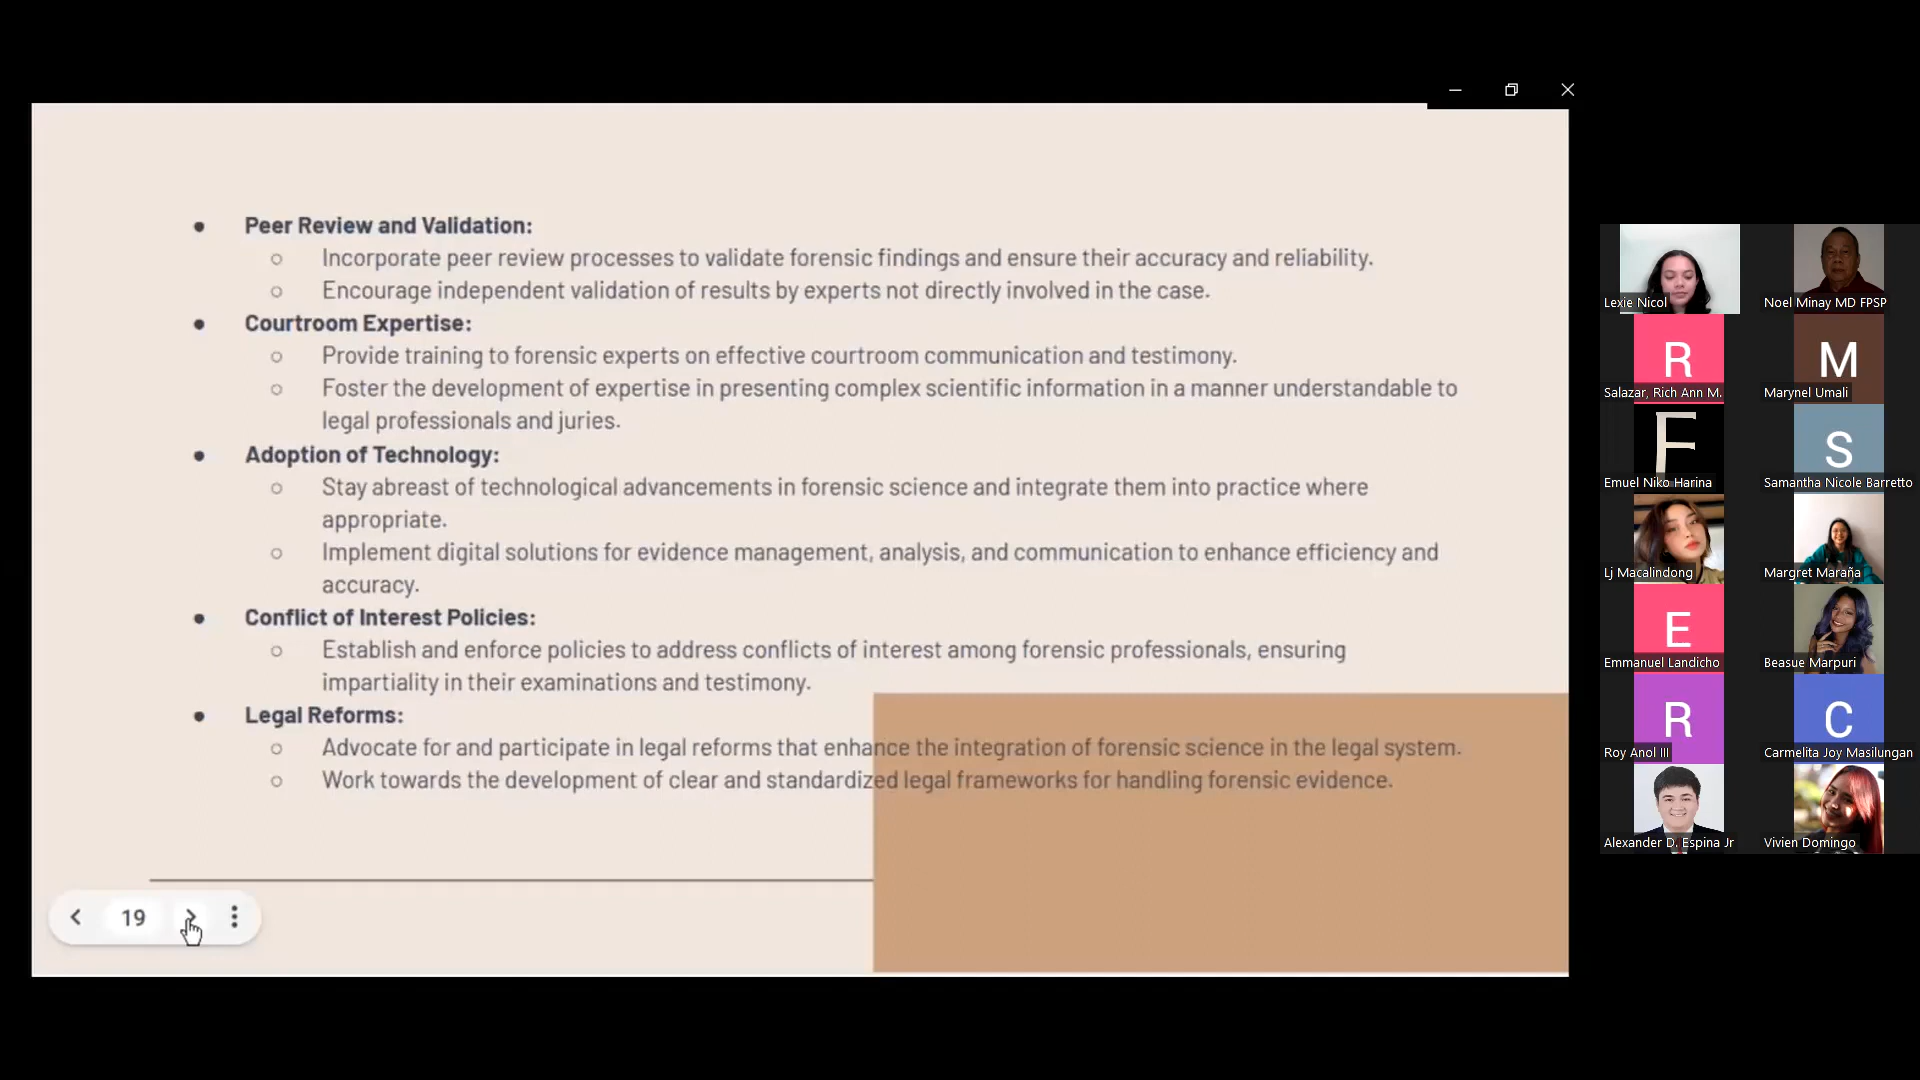 Peer Review and Validation:
Incorporate peer review processes to validate forensic findings and ensure their accuracy and reliability.
Encourage independent validation of results by experts not directly involved in the case.
Courtroom Expertise:
Provide training to forensic experts on effective courtroom communication and testimony.
Foster the development of expertise in presenting complex scientific information in a manner understandable to
legal professionals and juries.
Adoption of Technology:
Stay abreast of technological advancements in forensic science and integrate them into practice where
appropriate.
Implement digital solutions for evidence management, analysis, and communication to enhance efficiency and
accuracy.
Conflict of Interest Policies:
Establish and enforce policies to address conflicts of interest among forensic professionals, ensuring
impartiality in their examinations and testimony.
Legal Reforms:
Advocate for and participate in legal reforms that enhance the integration of forensic science in the legal system.
Work towards the development of clear and standardized legal frameworks for handling forensic evidence.
19
Lexie Nicol
Noel Minay MD FPSP
R
Salazar, Rich Ann M.
M
Marynel Umali
F
Emuel Niko Harina
S
Samantha Nicole Barretto
Lj Macalindong
Margret Maraña
E
Emmanuel Landicho
Beasue Marpuri
R
Roy Anol III
C
Carmelita Joy Masilungan
Alexander D. Espina Jr
Vivien Domingo